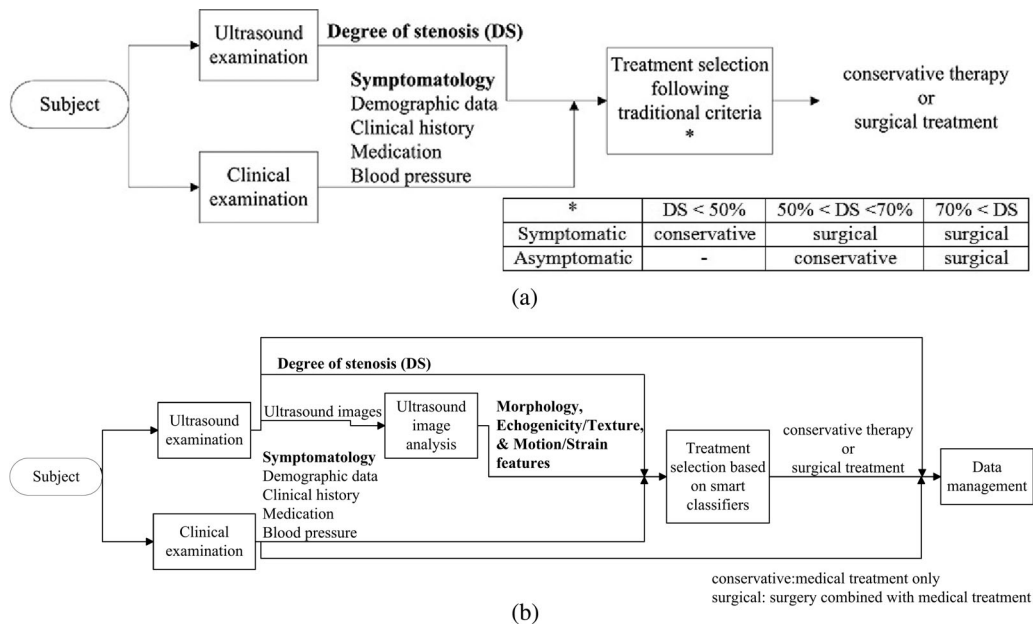 Subject
Ultrasound
examination
Clinical
examination
Degree of stenosis (DS)
Symptomatology
Demographic data
Clinical history
Medication
Blood pressure
Treatment selection
following
traditional criteria
*
conservative therapy
or
surgical treatment
* DS < 50% 50% < DS <70% 70% < DS
Symptomatic conservative surgical surgical
Asymptomatic - conservative surgical
(a)
Subject
Ultrasound
examination
Clinical
examination
Degree of stenosis (DS)
Ultrasound images
Symptomatology
Demographic data
Clinical history
Medication
Blood pressure
Ultrasound
image
analysis
Morphology,
Echogenicity/Texture,
& Motion/Strain
features
Treatment
selection based
on smart
classifiers
conservative therapy
or
surgical treatment
Data
management
conservative:medical treatment only
surgical: surgery combined with medical treatment
(b)